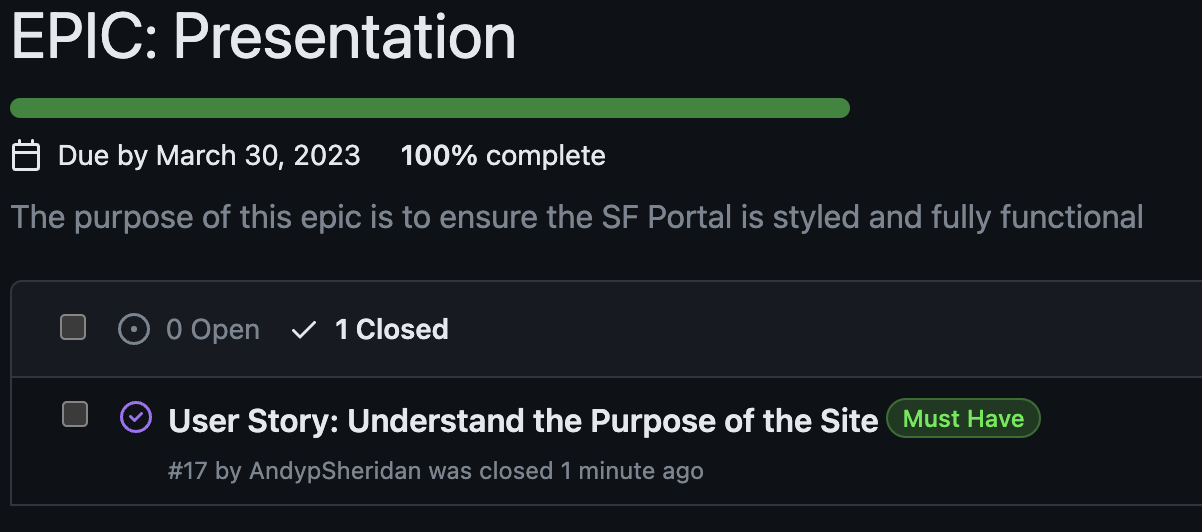 EPIC: Presentation
Due by March 30, 2023 100% complete
The purpose of this epic is to ensure the SF Portal is styled and fully functional
0 Open 1 Closed
User Story: Understand the Purpose of the Site Must Have
#17 by AndypSheridan was closed 1 minute ago